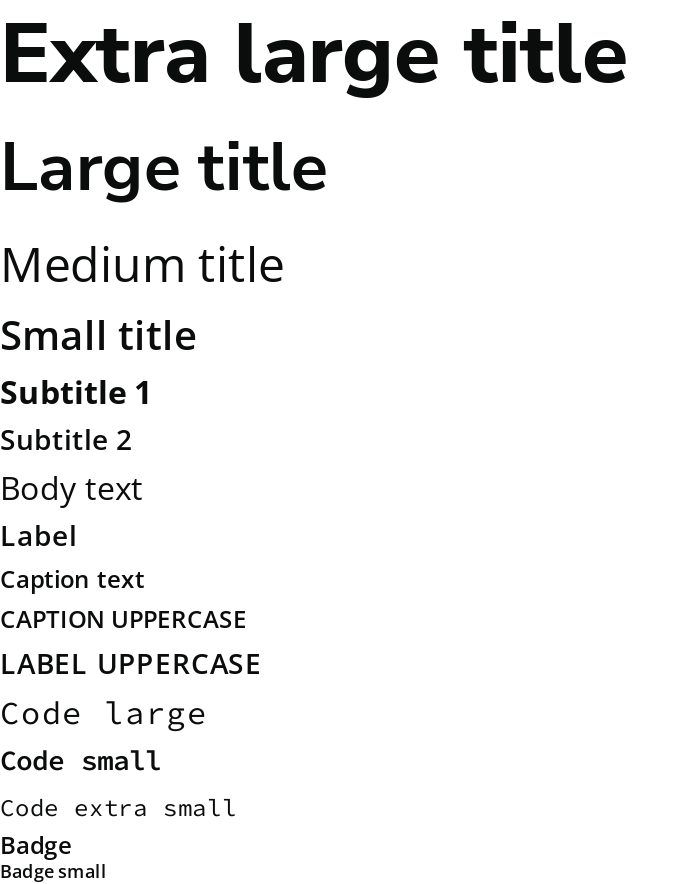 Extra large title
Large title
Medium title
Small title
Subtitle 1
Subtitle 2
Body text
Label
Caption text
CAPTION UPPERCASE
LABEL UPPERCASE
Code large
Code small
Code extra small
Badge
Badge small